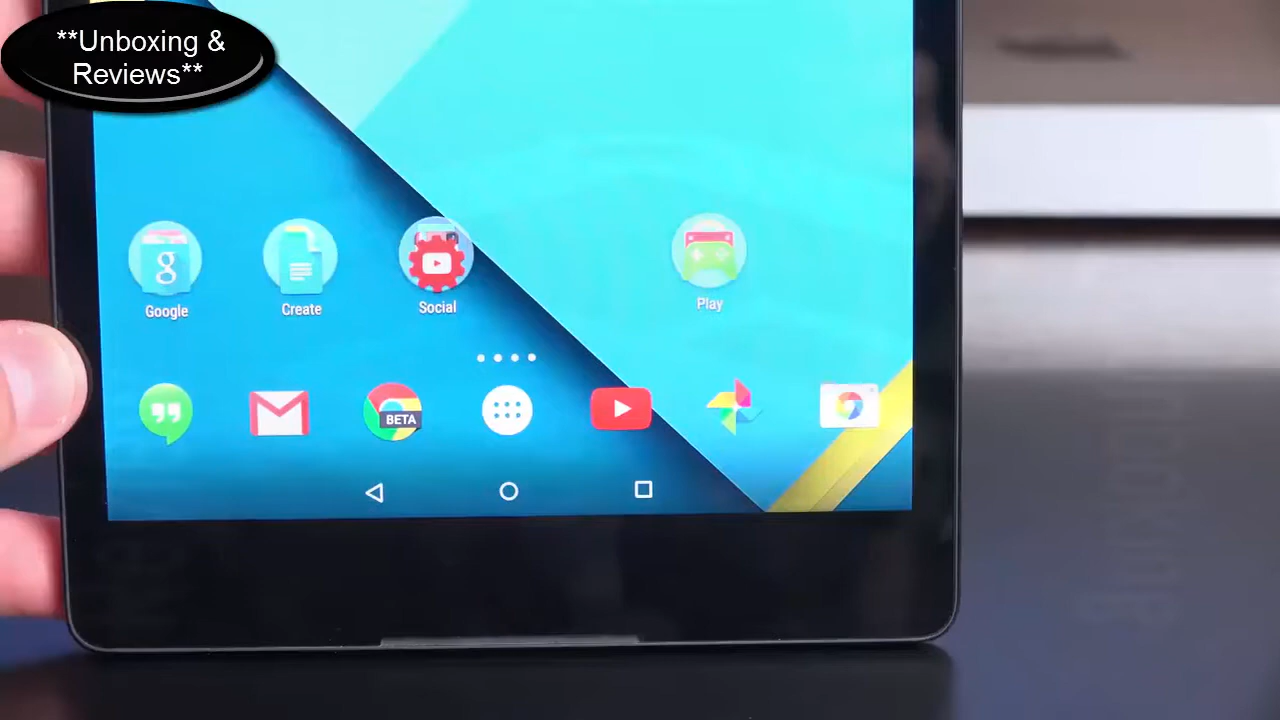 **Unboxing &
Reviews**
g
Google
Create
Social
Play
BETA